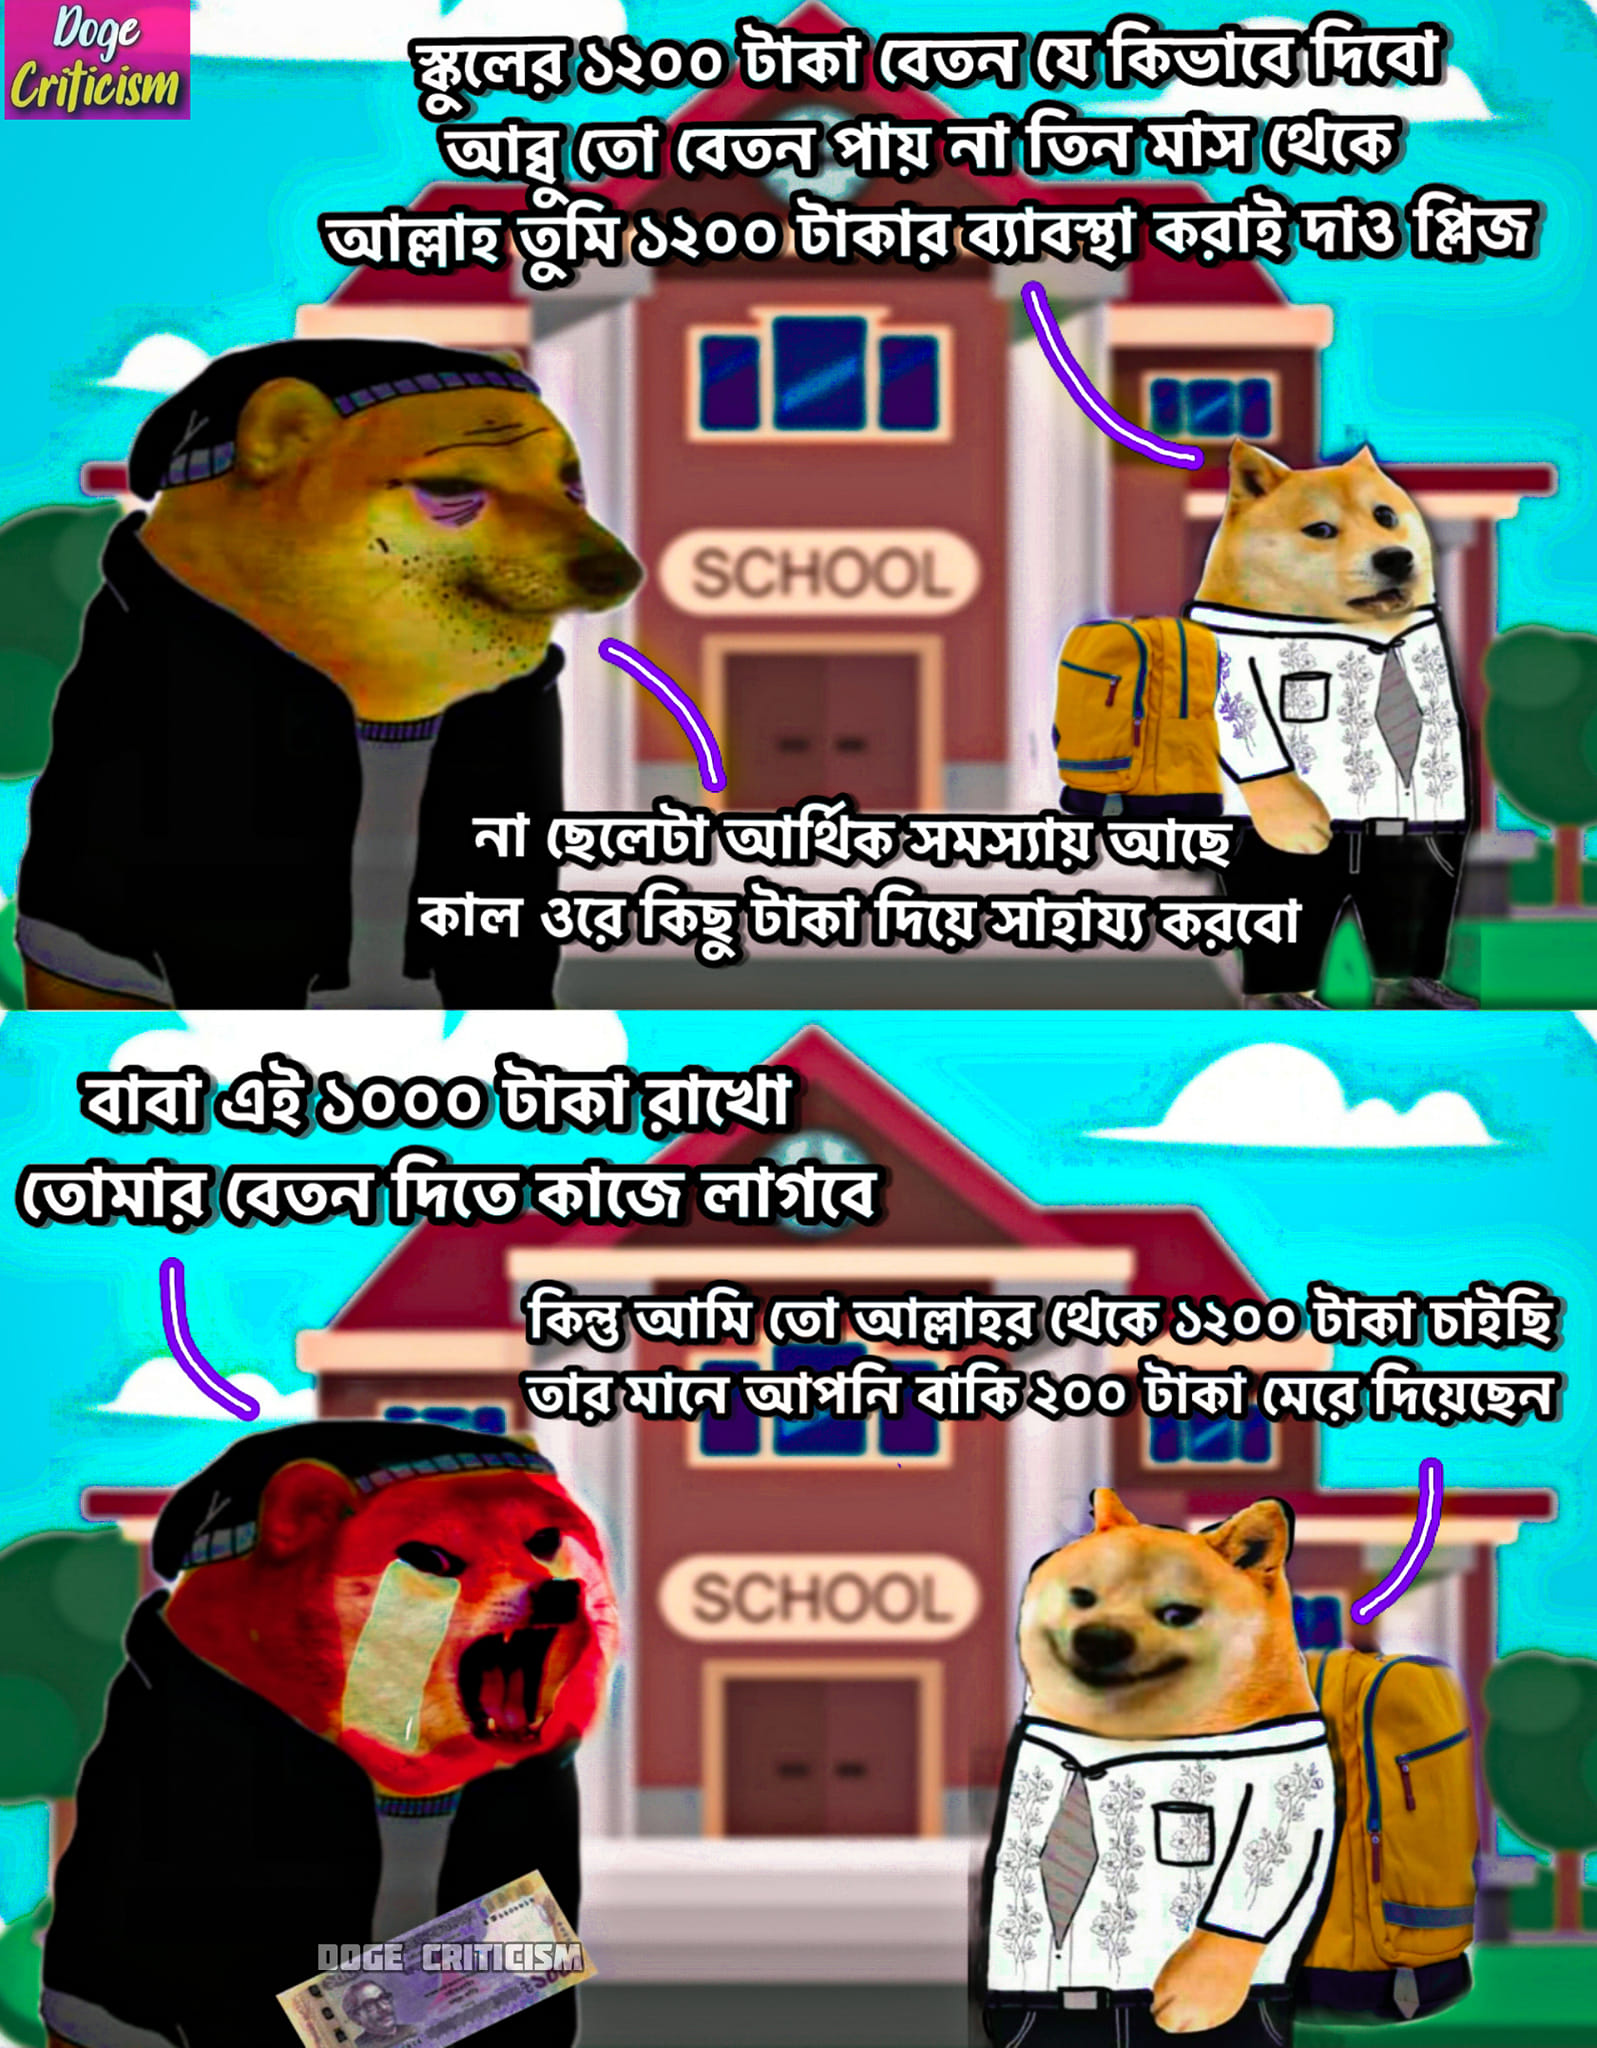 Doge
Criticism
স্কুলের ১২০০ টাকা বেতন যে কিভাবে দিবো
আব্বু তো বেতন পায় না তিন মাস থেকে
আল্লাহ তুমি ১২০০ টাকার ব্যাবস্থা করাই দাও প্লিজ
SCHOOL
না ছেলেটা আর্থিক সমস্যায় আছে
কাল ওরে কিছু টাকা দিয়ে সাহায্য করবো
বাবা এই ১০০০ টাকা রাখো
তোমার বেতন দিতে কাজে লাগবে
কিন্তু আমি তো আল্লাহর থেকে ১২০০ টাকা চাইছি
তার মানে আপনি বাকি ২০০ টাকা মেরে দিয়েছেন
SCHOOL
DOGE CRITICISM